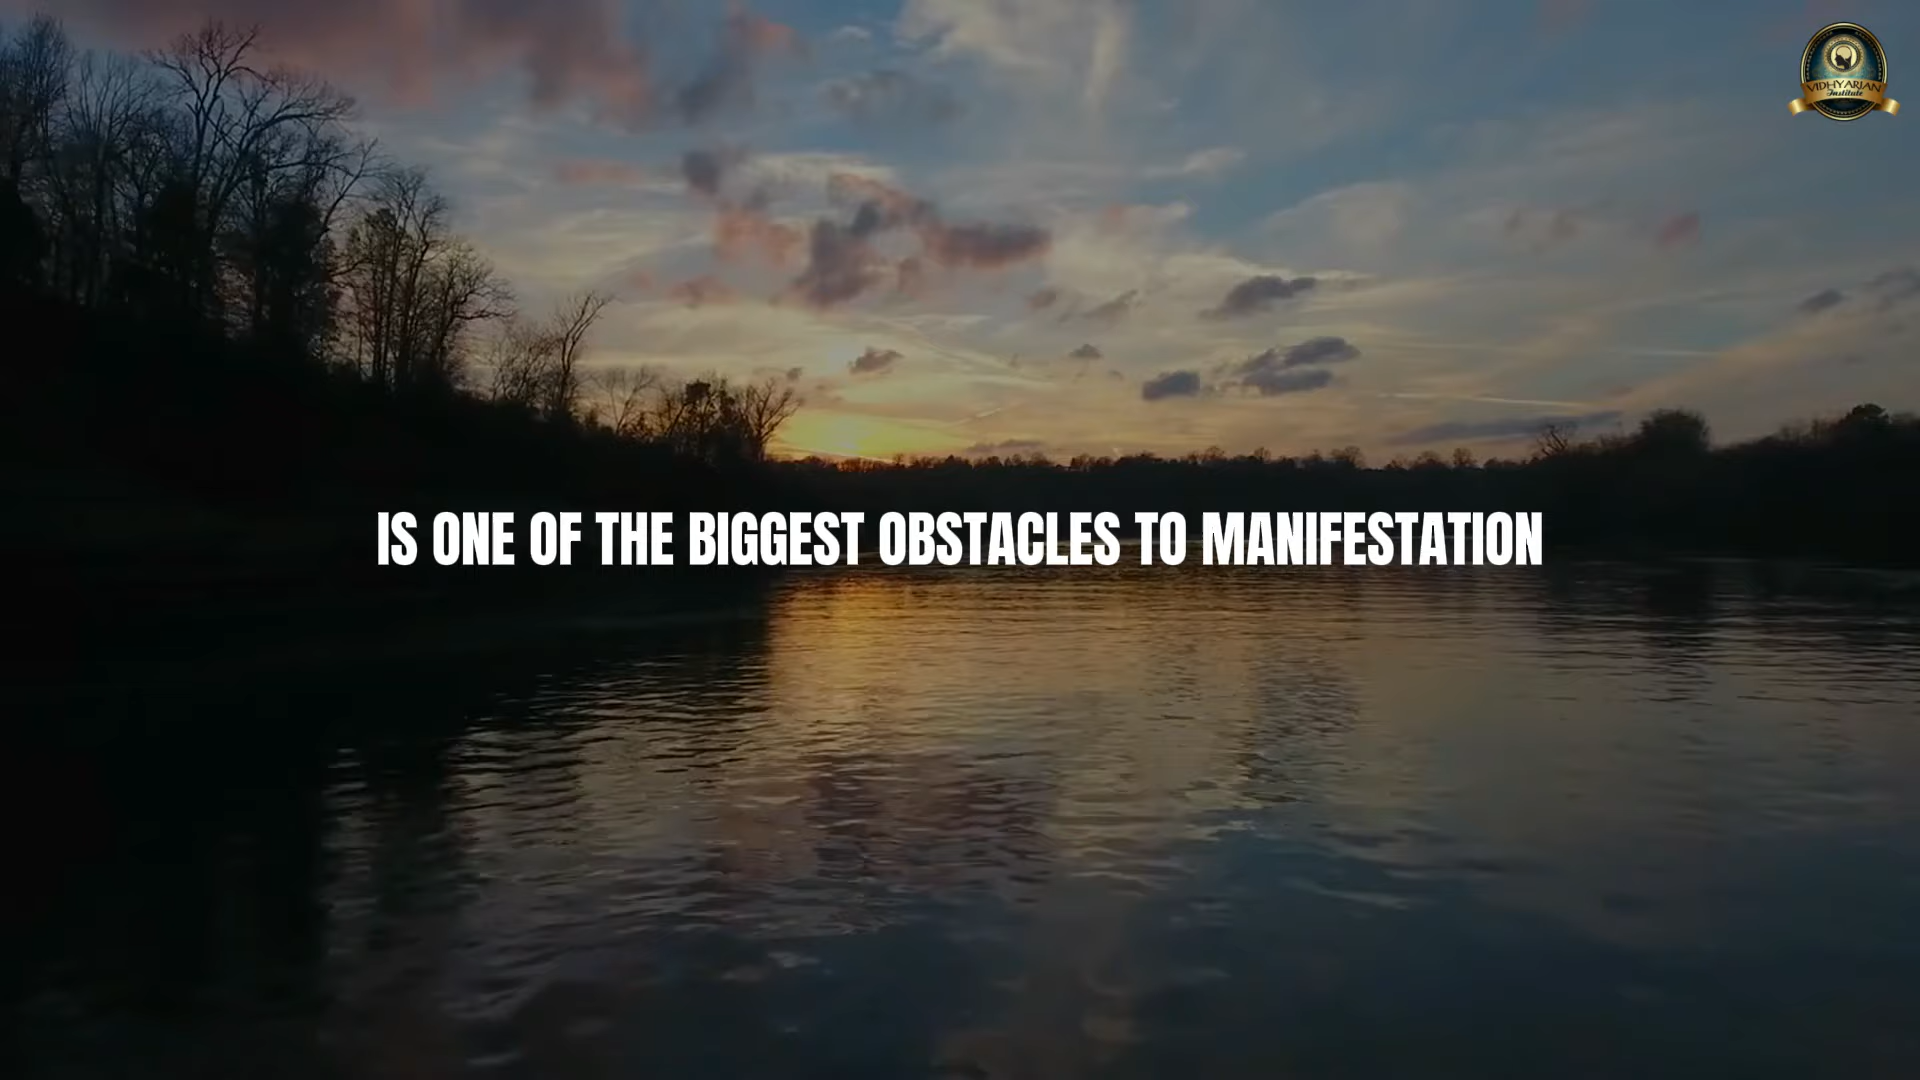 VIDHYARIAN
Institute
IS ONE OF THE BIGGEST OBSTACLES TO MANIFESTATION